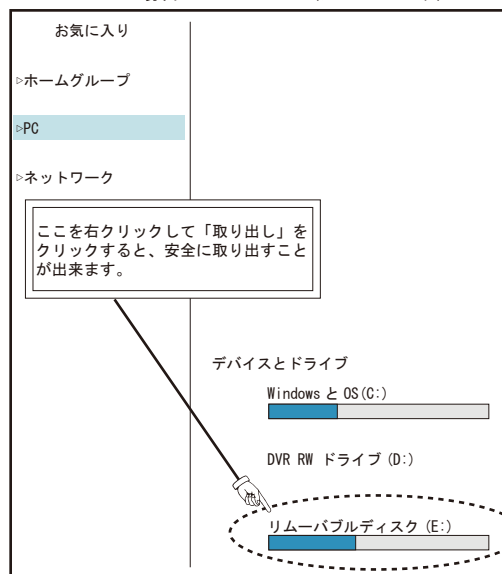 お気に入り
▷ホームグループ
▷PC
▷ネットワーク
ここを右クリックして「取り出し」を
クリックすると、安全に取り出すこと
が出来ます。
デバイスとドライブ
Windows と OS(C:)
DVR RW ドライブ (D:)
リムーバブルディスク (E:)